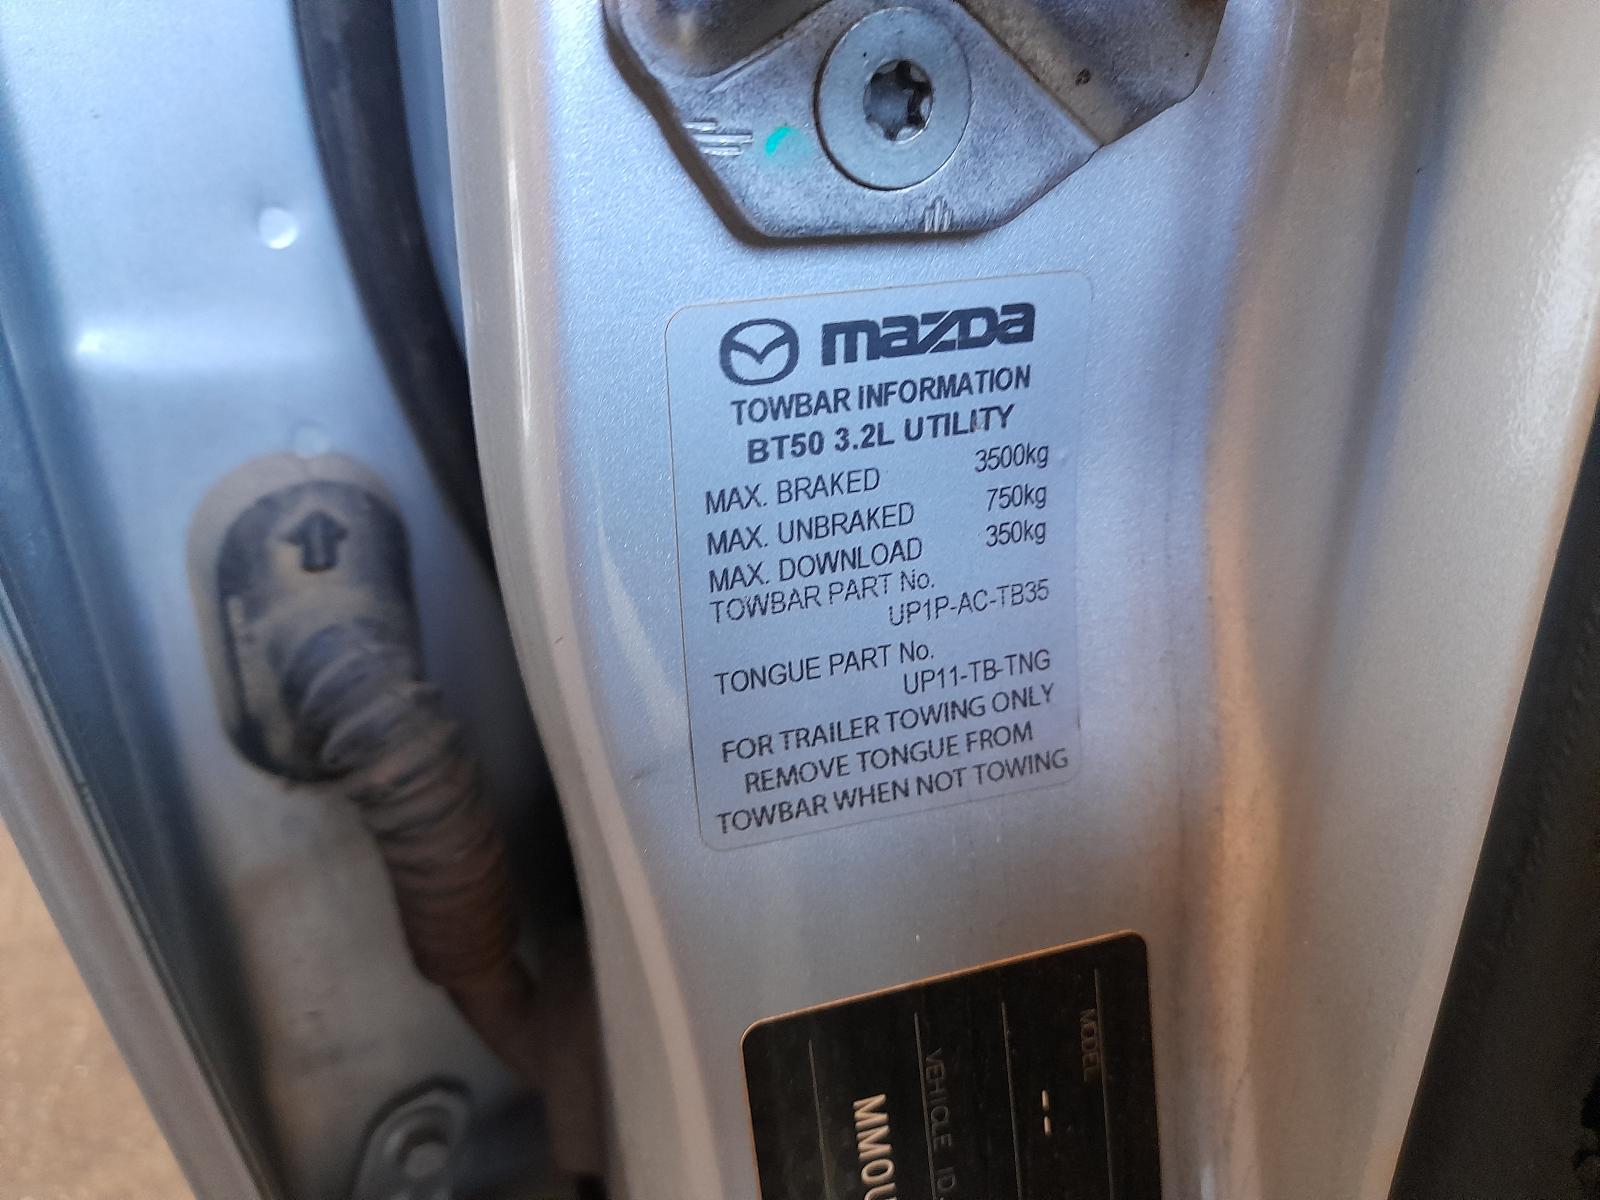 mazda
TOWBAR INFORMATION
BT50 3.2L UTILITY
MAX. BRAKED 3500kg
MAX. UNBRAKED 750kg
MAX. DOWNLOAD 350kg
TOWBAR PART No.
UP1P-AC-TB35
TONGUE PART No.
UP11-TB-TNG
FOR TRAILER TOWING ONLY
REMOVE TONGUE FROM
TOWBAR WHEN NOT TOWING
MODEL
--
VEHICLE ID.
MM0U